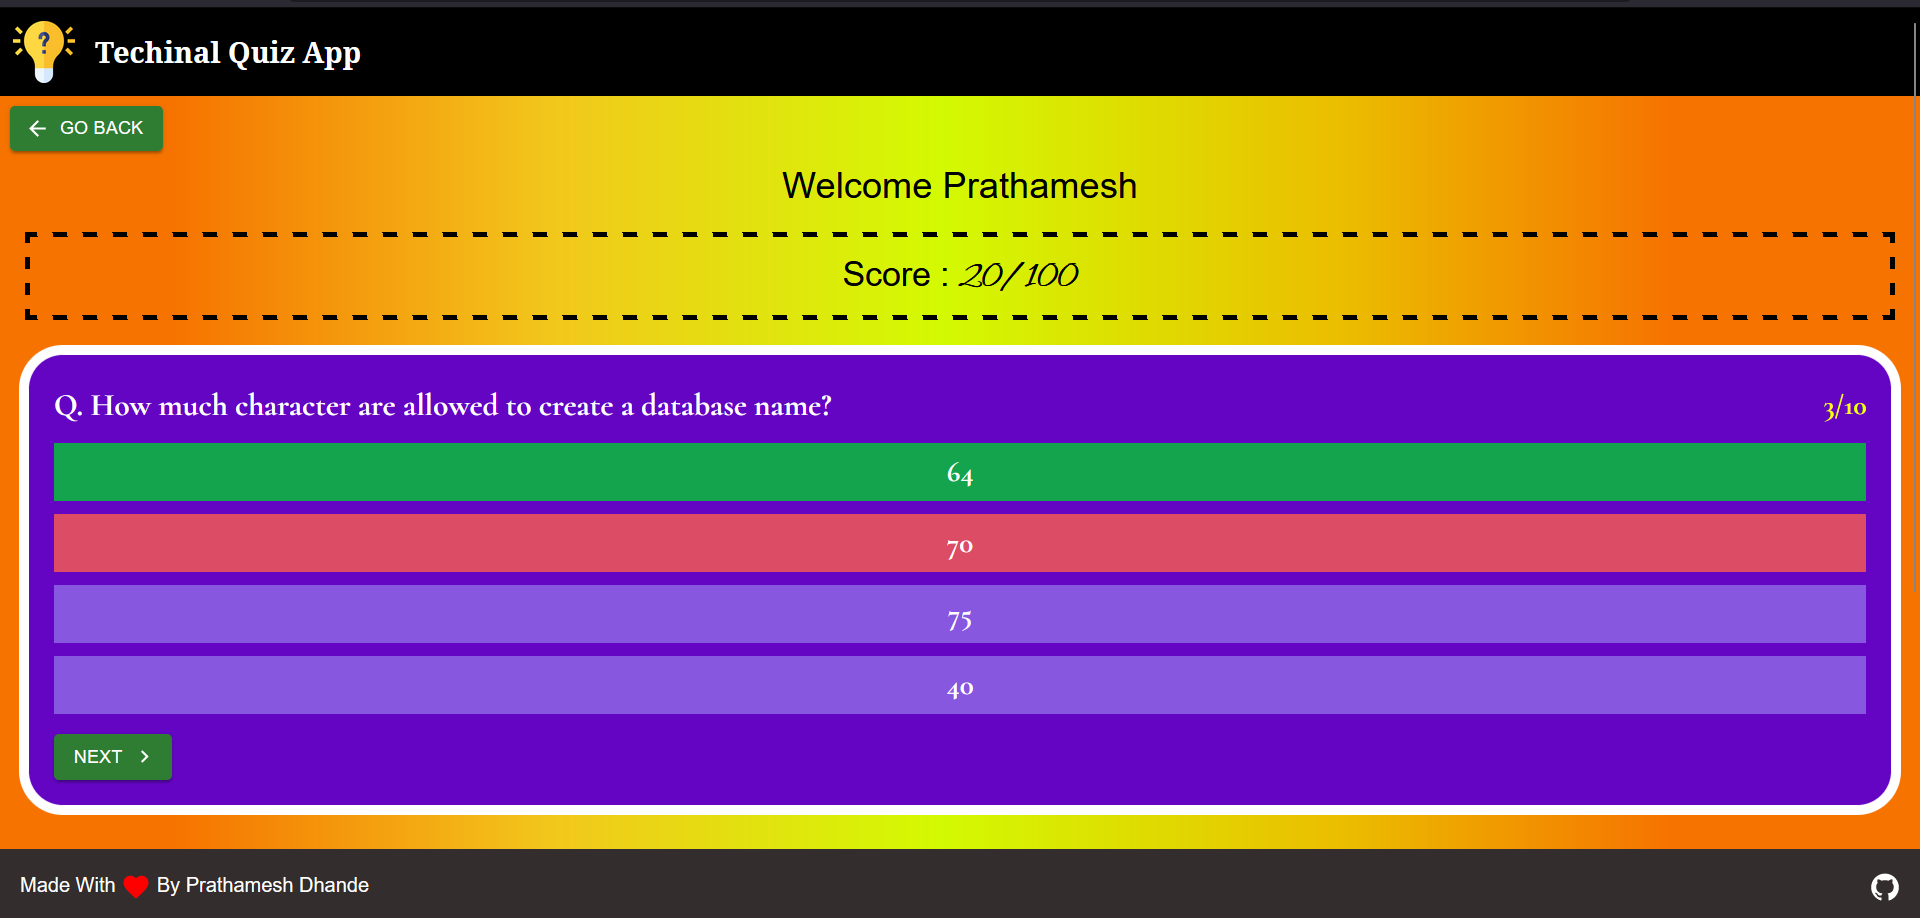 ?
Techinal Quiz App
GO BACK
Welcome Prathamesh
Score : 20/100
Q. How much character are allowed to create a database name? 3/10
64
70
75
40
NEXT
Made With By Prathamesh Dhande